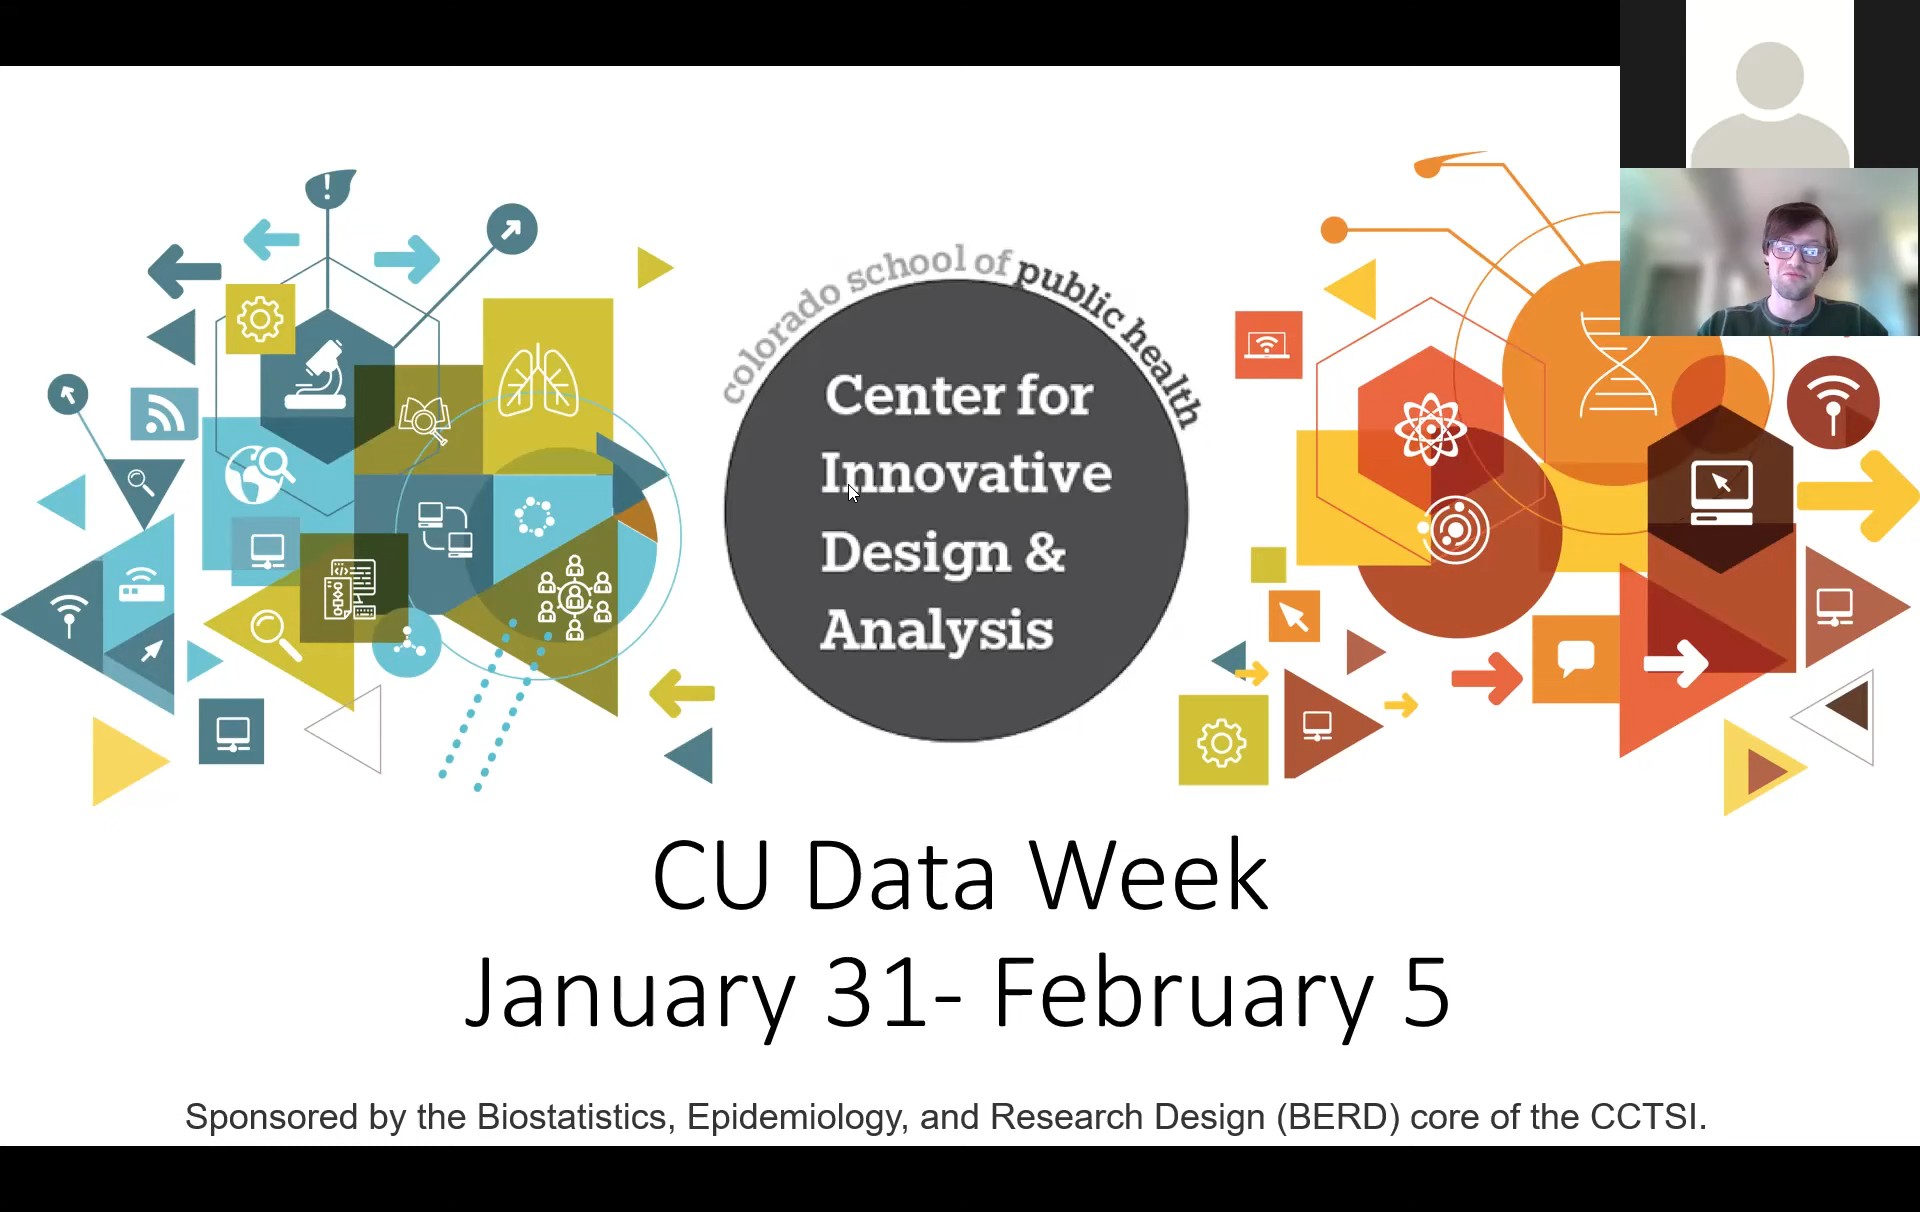 colorado school of public health
Center for
Innovative
Design &
Analysis
CU Data Week
January 31- February 5
Sponsored by the Biostatistics, Epidemiology, and Research Design (BERD) core of the CCTSI.